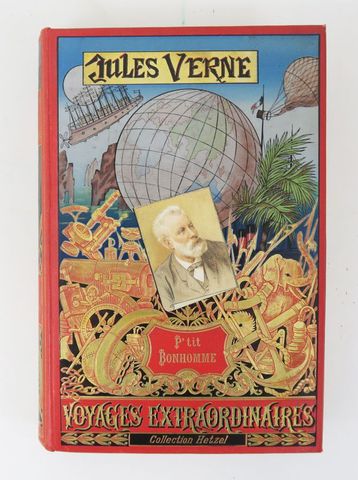 JULES VERNE
P'tit
BONHOMME
VOYAGES EXTRAORDINAIRES
Collection Hetzel